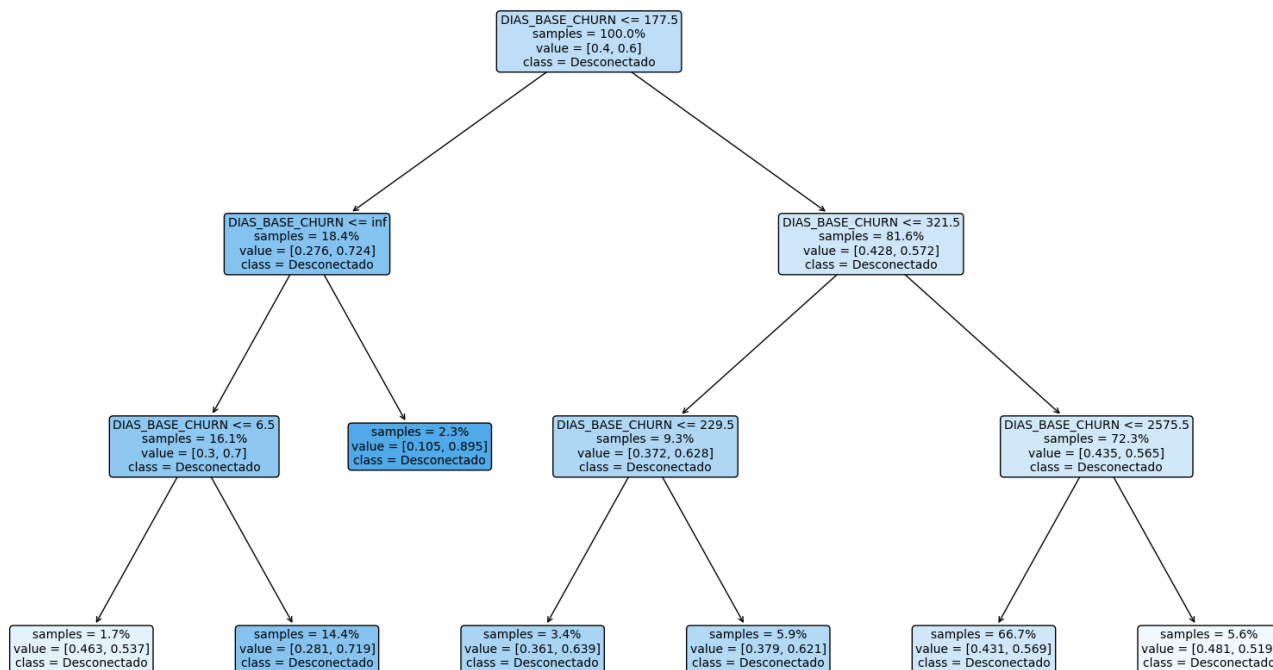 DIAS_BASE_CHURN <= 177.5
samples = 100.0%
value = [0.4, 0.6]
class = Desconectado
DIAS_BASE_CHURN <= inf
samples = 18.4%
value = [0.276, 0.724]
class = Desconectado
DIAS_BASE_CHURN <= 321.5
samples = 81.6%
value = [0.428, 0.572]
class = Desconectado
DIAS_BASE_CHURN <= 6.5
samples = 16.1%
value = [0.3, 0.7]
class = Desconectado
samples = 2.3%
value = [0.105, 0.895]
class = Desconectado
DIAS_BASE_CHURN <= 229.5
samples = 9.3%
value = [0.372, 0.628]
class = Desconectado
DIAS_BASE_CHURN <= 2575.5
samples = 72.3%
value = [0.435, 0.565]
class = Desconectado
samples = 1.7%
value = [0.463, 0.537]
class = Desconectado
samples = 14.4%
value = [0.281, 0.719]
class = Desconectado
samples = 3.4%
value = [0.361, 0.639]
class = Desconectado
samples = 5.9%
value = [0.379, 0.621]
class = Desconectado
samples = 66.7%
value = [0.431, 0.569]
class = Desconectado
samples = 5.6%
value = [0.481, 0.519]
class = Desconectado